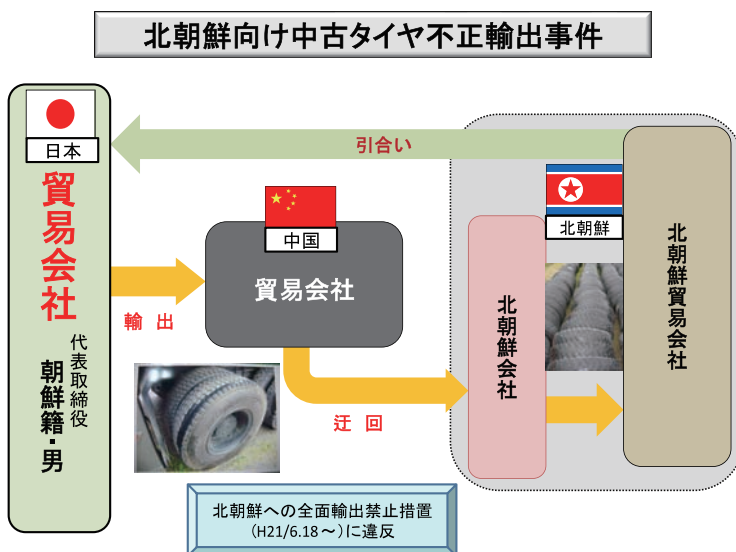 北朝鮮向け中古タイヤ不正輸出事件
日本
貿易会社
代表取締役
朝鮮籍・男
引合い
中国
貿易会社
輸 出
迂 回
北朝鮮
北朝鮮会社
北朝鮮貿易会社
北朝鮮への全面輸出禁止措置
（H21/6.18～）に違反